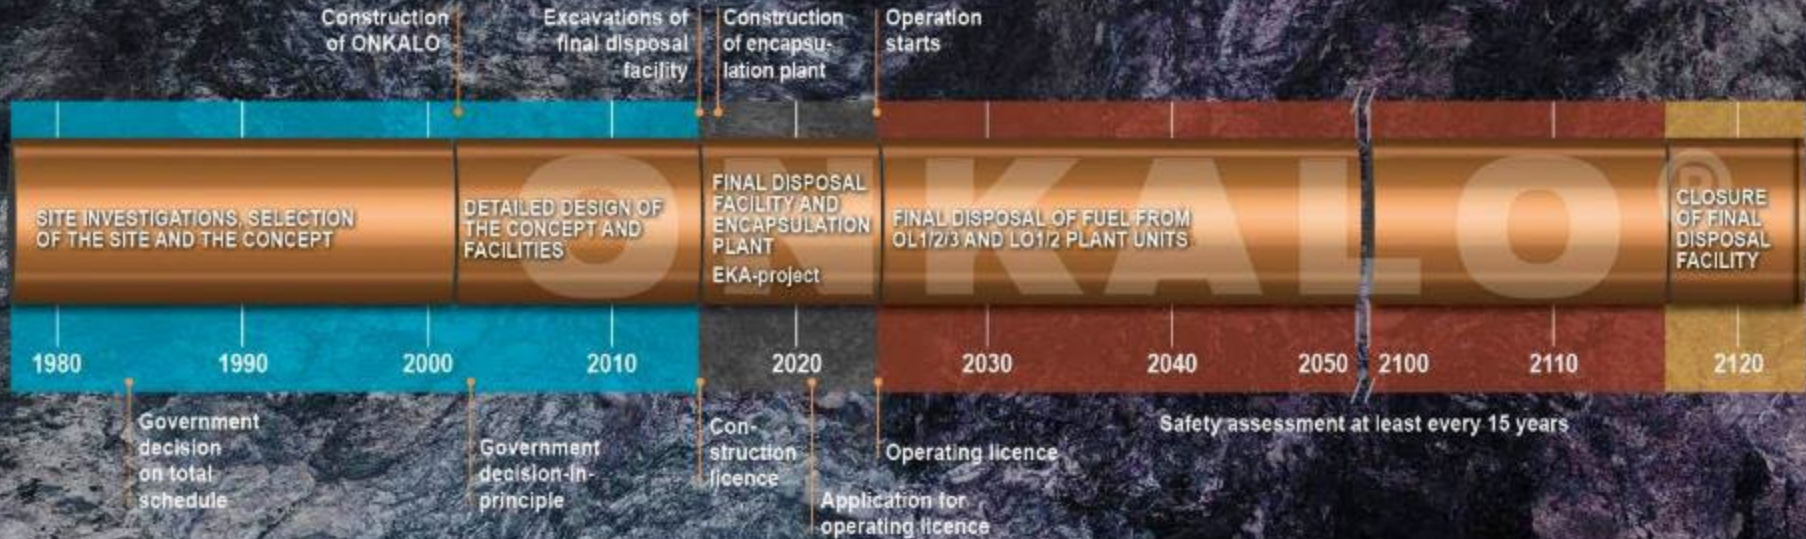 Construction
of ONKALO
Excavations of
final disposal
facility
Construction
of encapsu-
lation plant
Operation
starts
ONKALO®
SITE INVESTIGATIONS, SELECTION
OF THE SITE AND THE CONCEPT
DETAILED DESIGN OF
THE CONCEPT AND
FACILITIES
FINAL DISPOSAL
FACILITY AND
ENCAPSULATION
PLANT
EKA-project
FINAL DISPOSAL OF FUEL FROM
OL1/2/3 AND LO1/2 PLANT UNITS
CLOSURE
OF FINAL
DISPOSAL
FACILITY
1980 1990 2000 2010 2020 2030 2040 2050 2100 2110 2120
Government
decision
on total
schedule
Government
decision-in-
principle
Con-
struction
licence
Application for
operating licence
Operating licence
Safety assessment at least every 15 years